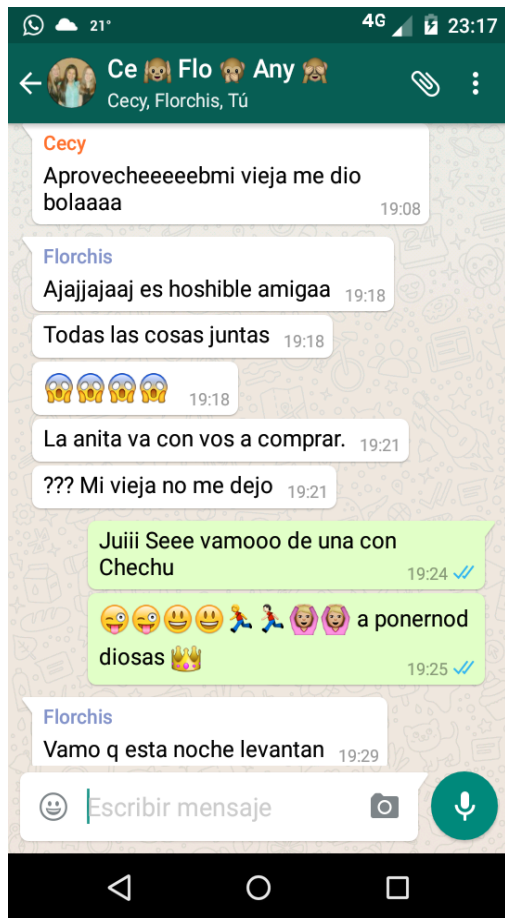 21° 4G 23:17
Ce 🙉 Flo 🙊 Any 🙈
Cecy, Florchis, Tú
Cecy
Aprovecheeeeebmi vieja me dio
bolaaaa 19:08
Florchis
Ajajjajaaj es hoshible amigaa 19:18
Todas las cosas juntas 19:18
😱😱😱😱 19:18
La anita va con vos a comprar. 19:21
??? Mi vieja no me dejo 19:21
Juiii Seee vamooo de una con
Chechu 19:24
😜😜😃😃🏃🏃🙆🙆 a ponernod
diosas 👑 19:25
Florchis
Vamo q esta noche levantan 19:29
Escribir mensaje